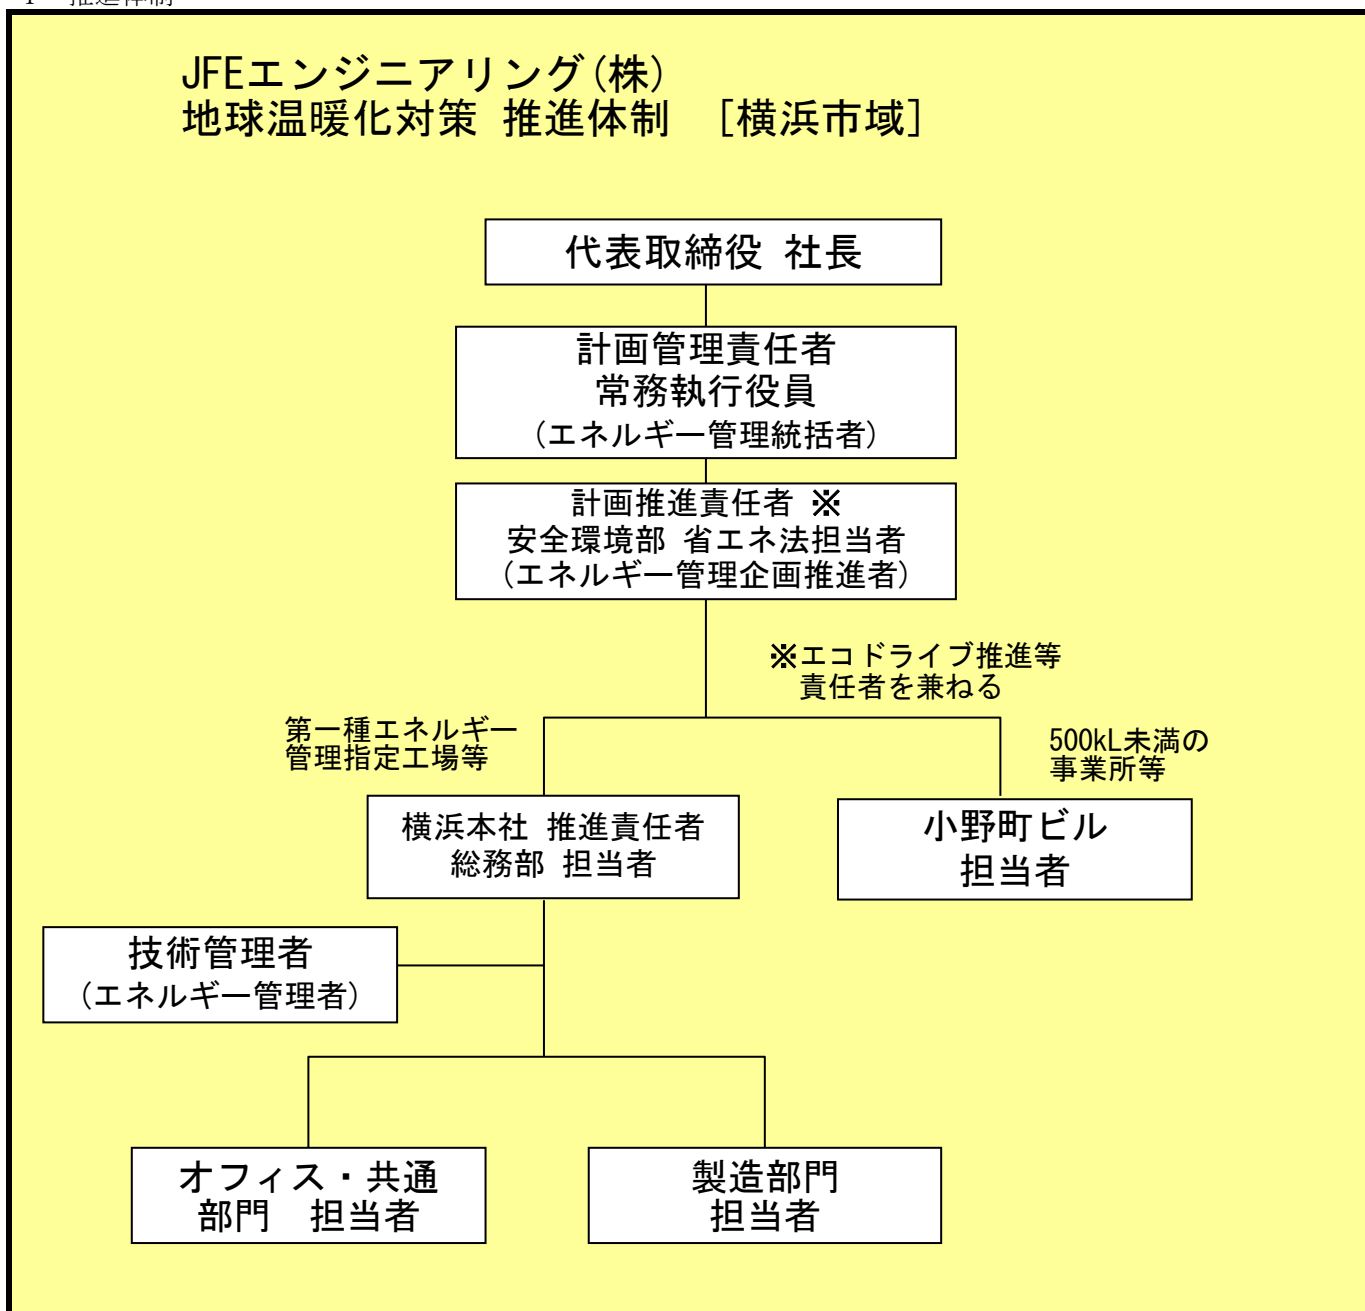 JFEエンジニアリング(株)
地球温暖化対策 推進体制 [横浜市域]
代表取締役 社長
計画管理責任者
常務執行役員
(エネルギー管理統括者)
計画推進責任者 ※
安全環境部 省エネ法担当者
(エネルギー管理企画推進者)
※エコドライブ推進等
責任者を兼ねる
第一種エネルギー
管理指定工場等
500kL未満の
事業所等
横浜本社 推進責任者
総務部 担当者
小野町ビル
担当者
技術管理者
(エネルギー管理者)
オフィス・共通
部門 担当者
製造部門
担当者